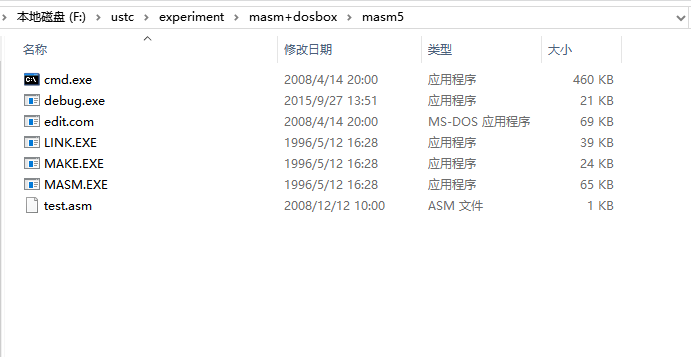 本地磁盘 (F:) > ustc > experiment > masm+dosbox > masm5
名称 修改日期 类型 大小
cmd.exe 2008/4/14 20:00 应用程序 460 KB
debug.exe 2015/9/27 13:51 应用程序 21 KB
edit.com 2008/4/14 20:00 MS-DOS 应用程序 69 KB
LINK.EXE 1996/5/12 16:28 应用程序 39 KB
MAKE.EXE 1996/5/12 16:28 应用程序 24 KB
MASM.EXE 1996/5/12 16:28 应用程序 65 KB
test.asm 2008/12/12 10:00 ASM 文件 1 KB